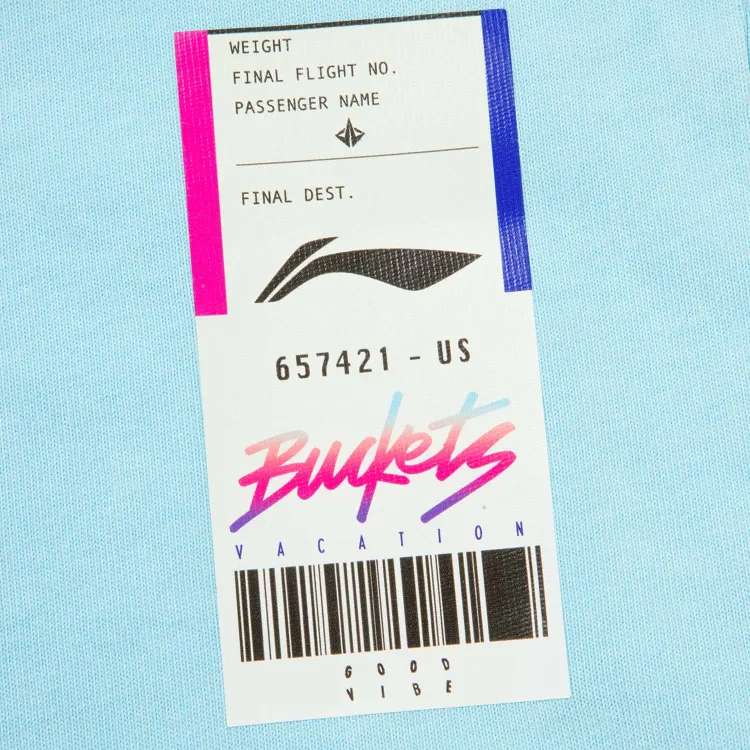 WEIGHT
FINAL FLIGHT NO.
PASSENGER NAME
FINAL DEST.
657421 - US
Buckets
VACATION
GOOD
VIBE